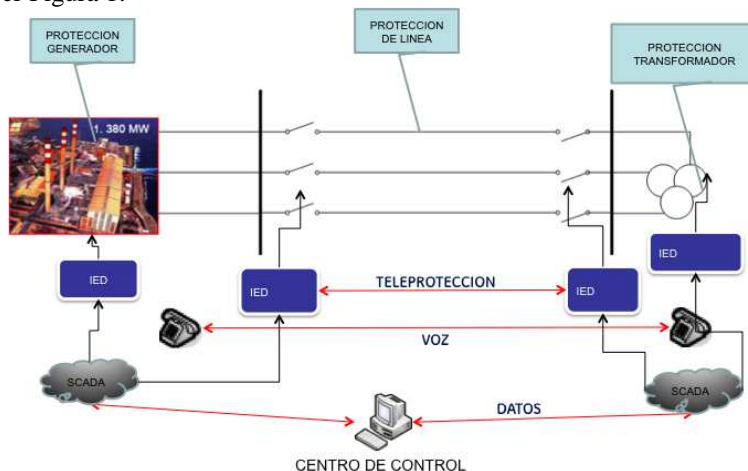 PROTECCION
GENERADOR
PROTECCION
DE LINEA
PROTECCION
TRANSFORMADOR
1. 380 MW
IED
IED
TELEPROTECCION
IED
IED
VOZ
SCADA
SCADA
DATOS
CENTRO DE CONTROL